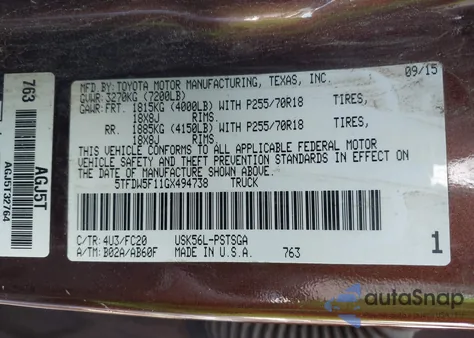 MFD.BY:TOYOTA MOTOR MANUFACTURING, TEXAS, INC. 09/15
GVWR: 3270KG (7200LB)
GAWR:FRT. 1815KG (4000LB) WITH P255/70R18 TIRES,
18X8J RIMS.
RR. 1885KG (4150LB) WITH P255/70R18 TIRES,
18X8J RIMS.
THIS VEHICLE CONFORMS TO ALL APPLICABLE FEDERAL MOTOR
VEHICLE SAFETY AND THEFT PREVENTION STANDARDS IN EFFECT ON
THE DATE OF MANUFACTURE SHOWN ABOVE.
5TFDW5F11GX494738 TRUCK
C/TR: 4U3/FC20 USK56L-PSTSGA
A/TM: B02A/AB60F MADE IN U.S.A. 763 1
763
AGJ5T
AGJ5T32764
autoSnap